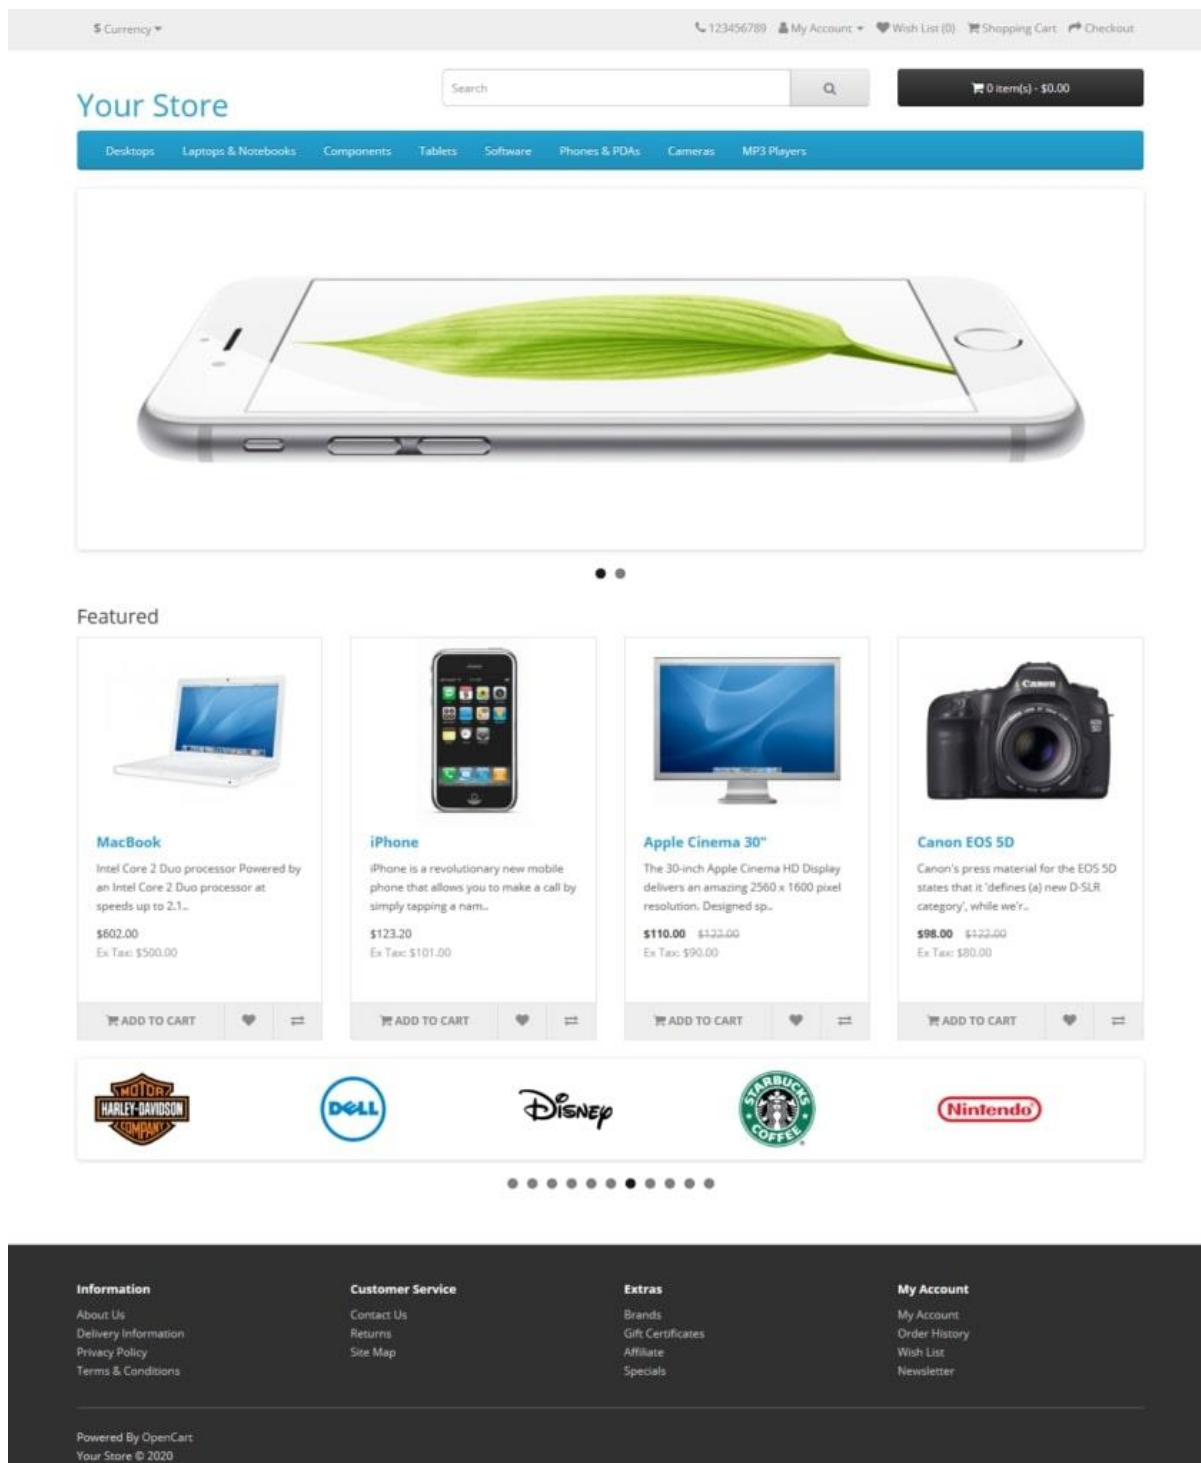 $ Currency
123456789 My Account Wish List (0) Shopping Cart Checkout
Your Store
Search
0 item(s) - $0.00
Desktops Laptops & Notebooks Components Tablets Software Phones & PDAs Cameras MP3 Players
Featured
Canon
MacBook
Intel Core 2 Duo processor Powered by
an Intel Core 2 Duo processor at
speeds up to 2.1..
$602.00
Ex Tax: $500.00
ADD TO CART
iPhone
iPhone is a revolutionary new mobile
phone that allows you to make a call by
simply tapping a nam..
$123.20
Ex Tax: $101.00
ADD TO CART
Apple Cinema 30"
The 30-inch Apple Cinema HD Display
delivers an amazing 2560 x 1600 pixel
resolution. Designed sp..
$110.00 $122.00
Ex Tax: $90.00
ADD TO CART
Canon EOS 5D
Canon's press material for the EOS 5D
states that it 'defines (a) new D-SLR
category', while we'r..
$98.00 $122.00
Ex Tax: $80.00
ADD TO CART
MOTOR
HARLEY-DAVIDSON
COMPANY
DELL
Disney
STARBUCKS
COFFEE
Nintendo
Information
About Us
Delivery Information
Privacy Policy
Terms & Conditions
Customer Service
Contact Us
Returns
Site Map
Extras
Brands
Gift Certificates
Affiliate
Specials
My Account
My Account
Order History
Wish List
Newsletter
Powered By OpenCart
Your Store © 2020